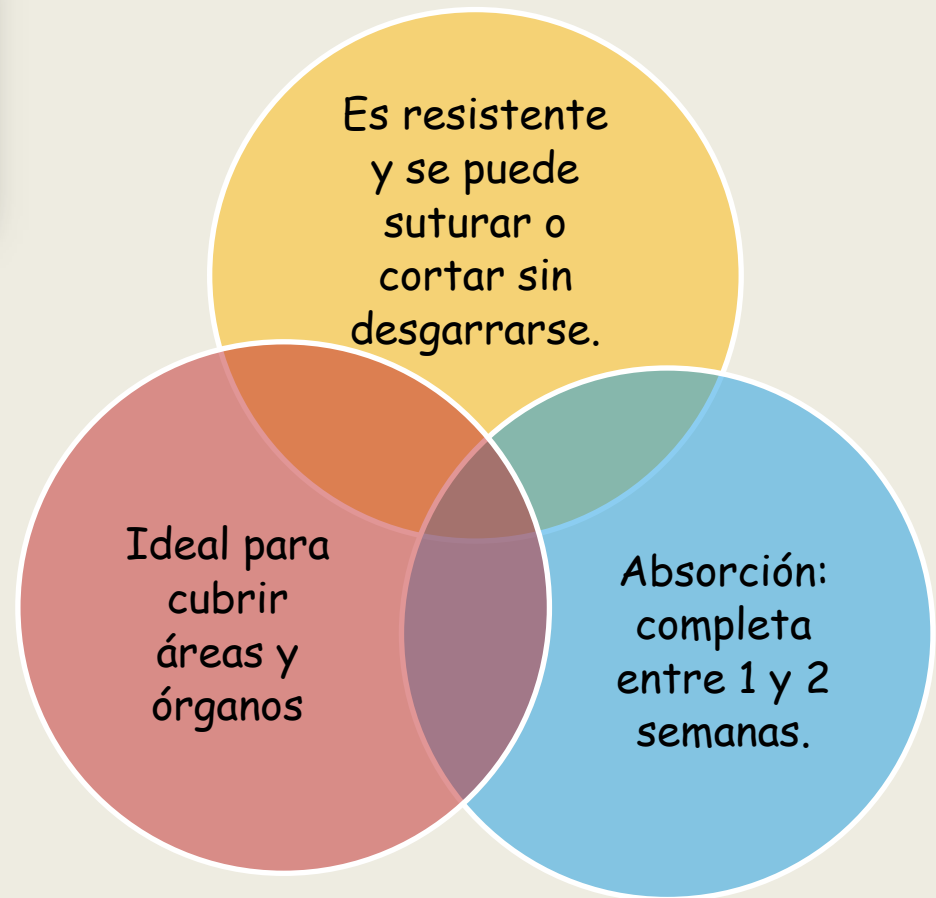 Es resistente
y se puede
suturar o
cortar sin
desgarrarse.
Ideal para
cubrir
áreas y
órganos
Absorción:
completa
entre 1 y 2
semanas.